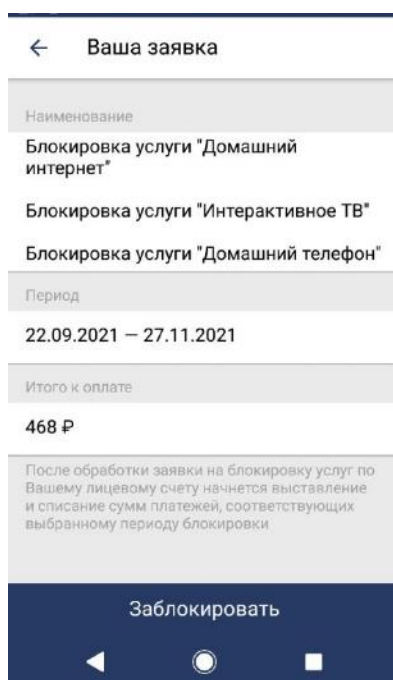 Ваша заявка
Наименование
Блокировка услуги "Домашний
интернет"
Блокировка услуги "Интерактивное ТВ"
Блокировка услуги "Домашний телефон"
Период
22.09.2021 — 27.11.2021
Итого к оплате
468 ₽
После обработки заявки на блокировку услуг по
Вашему лицевому счету начнется выставление
и списание сумм платежей, соответствующих
выбранному периоду блокировки
Заблокировать